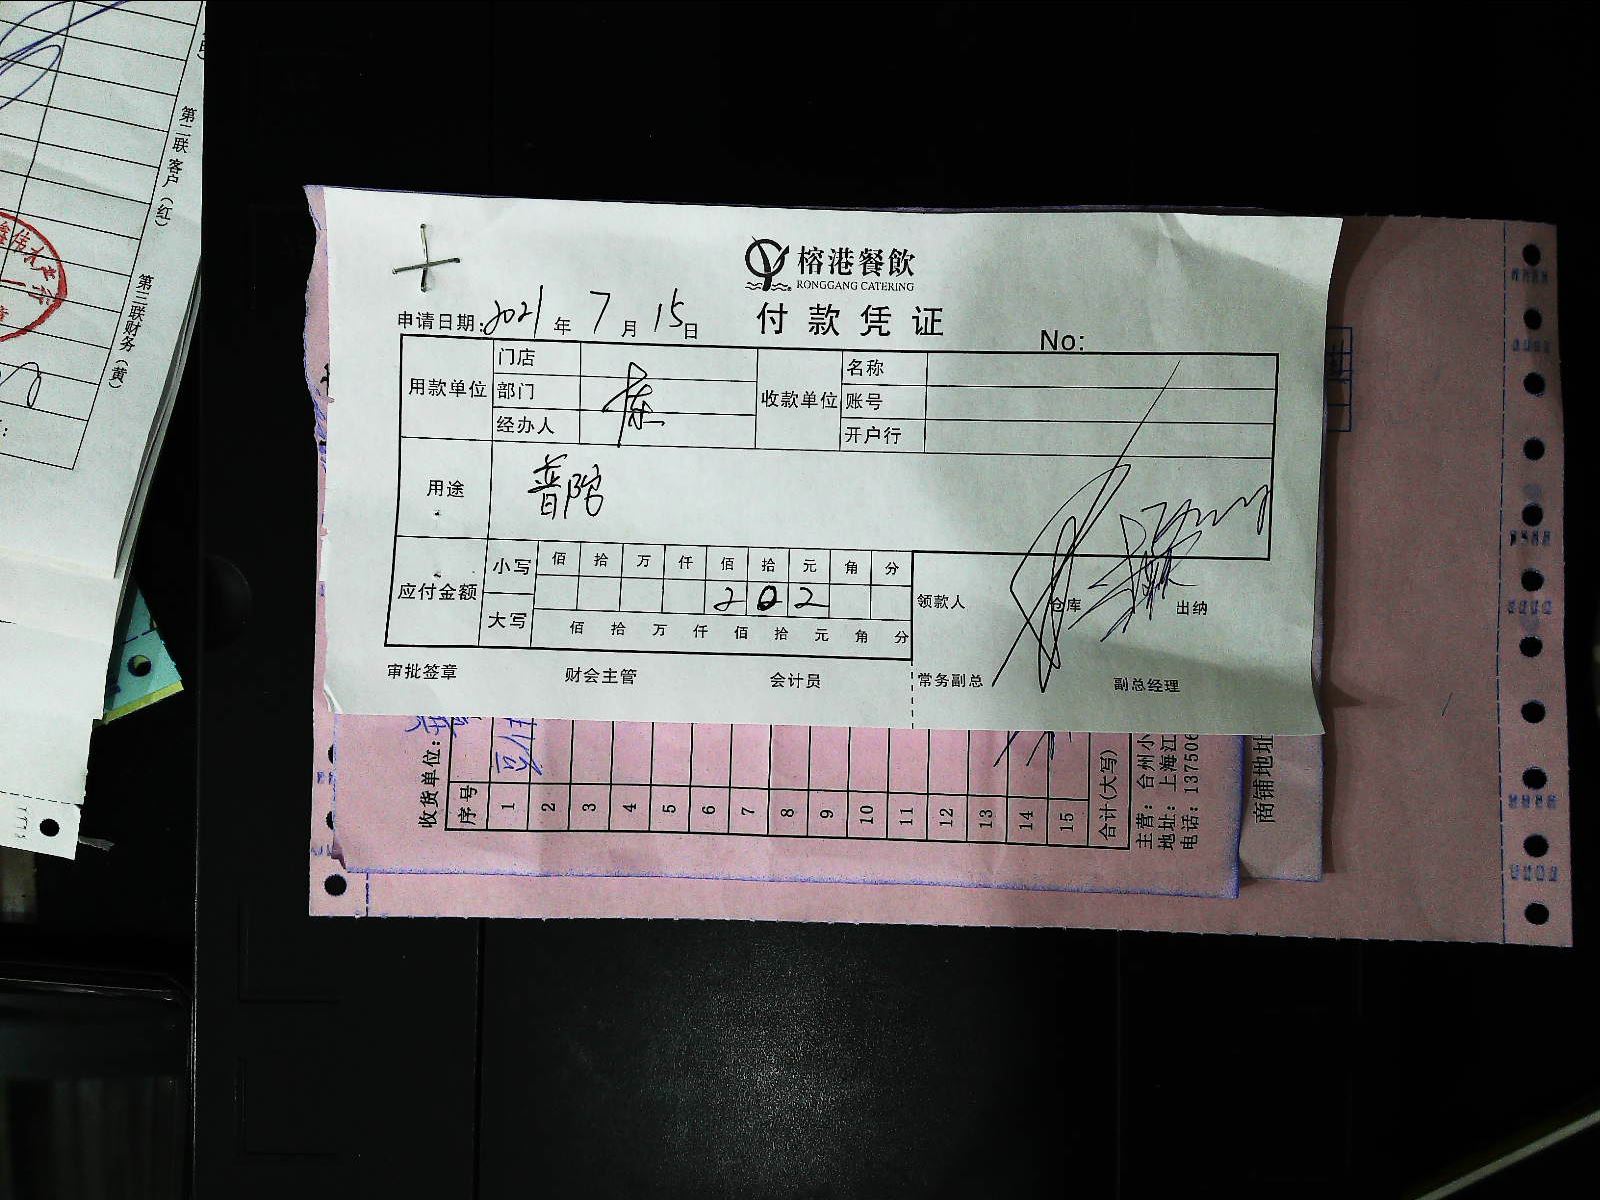 榕港餐飲
RONGGANG CATERING
付款凭证
申请日期:2021年7月15日
No:
用款单位
门店
部门
经办人
收款单位
名称
账号
开户行
用途
普陀
应付金额
小写
佰 拾 万 仟 佰 拾 元 角 分
2 0 2
大写
佰 拾 万 仟 佰 拾 元 角 分
领款人
仓库
出纳
审批签章
财会主管
会计员
常务副总
副总经理
收货单位:
序号
1
2
3
4
5
6
7
8
9
10
11
12
13
14
15
合计(大写)
主营:台州小
地址:上海江
电话:137506
商铺地址
第二联客户(红)
第三联财务(黄)